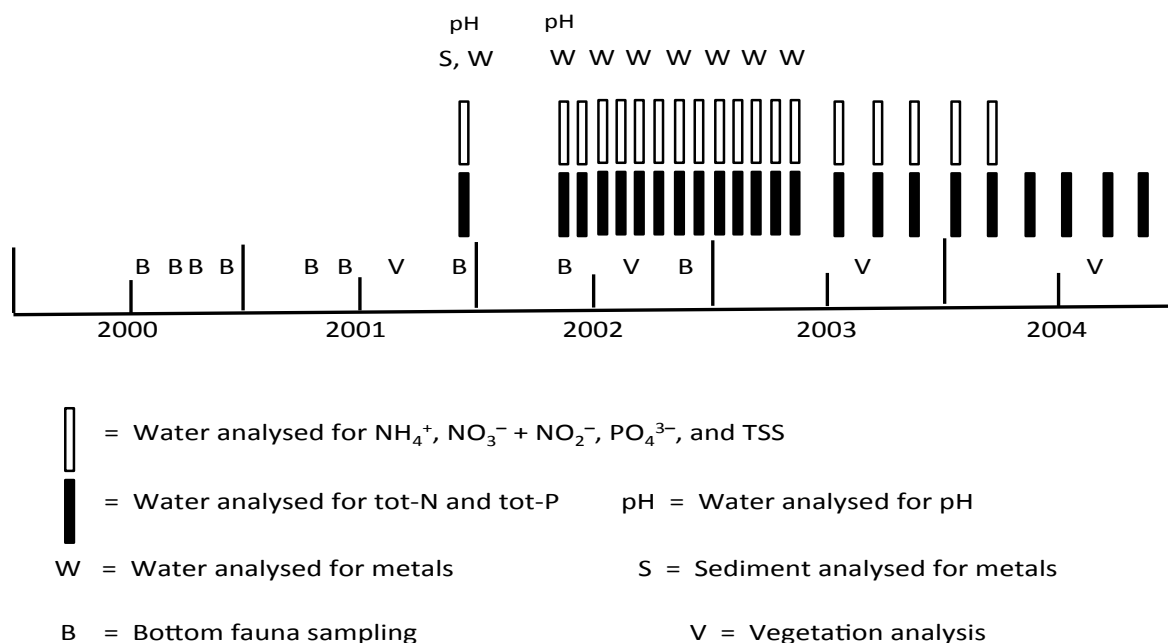 pH pH
S, W W W W W W W W
B B B B B B V B B V B V V
2000 2001 2002 2003 2004
= Water analysed for NH₄⁺, NO₃⁻ + NO₂⁻, PO₄³⁻, and TSS
= Water analysed for tot-N and tot-P pH = Water analysed for pH
W = Water analysed for metals S = Sediment analysed for metals
B = Bottom fauna sampling V = Vegetation analysis